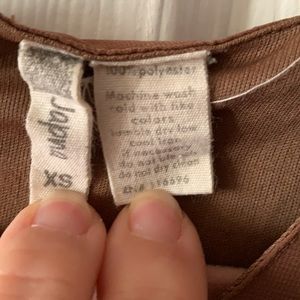 Japna
XS
100% polyester
Machine wash
cold with like
colors
tumble dry low
cool iron
if necessary
do not use
do not dry clean